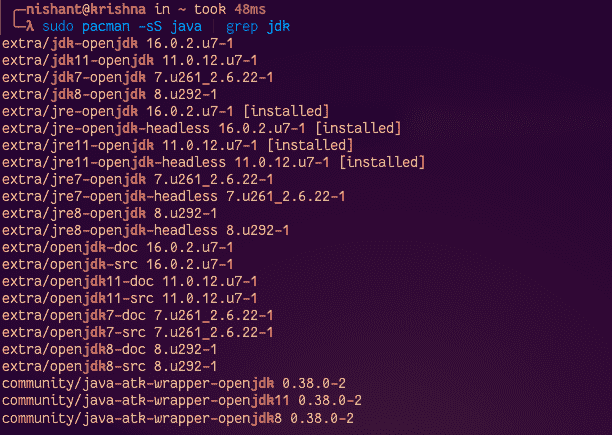 ╭─nishant@krishna in ~ took 48ms
╰─λ sudo pacman -sS java | grep jdk
extra/jdk-openjdk 16.0.2.u7-1
extra/jdk11-openjdk 11.0.12.u7-1
extra/jdk7-openjdk 7.u261_2.6.22-1
extra/jdk8-openjdk 8.u292-1
extra/jre-openjdk 16.0.2.u7-1 [installed]
extra/jre-openjdk-headless 16.0.2.u7-1 [installed]
extra/jre11-openjdk 11.0.12.u7-1 [installed]
extra/jre11-openjdk-headless 11.0.12.u7-1 [installed]
extra/jre7-openjdk 7.u261_2.6.22-1
extra/jre7-openjdk-headless 7.u261_2.6.22-1
extra/jre8-openjdk 8.u292-1
extra/jre8-openjdk-headless 8.u292-1
extra/openjdk-doc 16.0.2.u7-1
extra/openjdk-src 16.0.2.u7-1
extra/openjdk11-doc 11.0.12.u7-1
extra/openjdk11-src 11.0.12.u7-1
extra/openjdk7-doc 7.u261_2.6.22-1
extra/openjdk7-src 7.u261_2.6.22-1
extra/openjdk8-doc 8.u292-1
extra/openjdk8-src 8.u292-1
community/java-atk-wrapper-openjdk 0.38.0-2
community/java-atk-wrapper-openjdk11 0.38.0-2
community/java-atk-wrapper-openjdk8 0.38.0-2